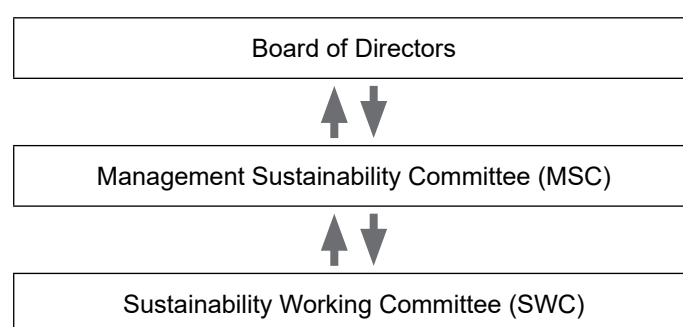 Board of Directors
Management Sustainability Committee (MSC)
Sustainability Working Committee (SWC)